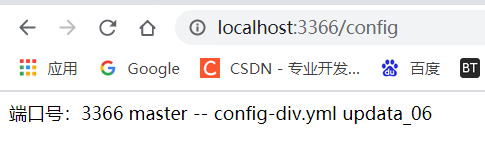 localhost:3366/config
应用 Google C CSDN - 专业开发... 百度 BT
端口号：3366 master -- config-div.yml updata_06